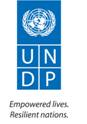 U N
D P
Empowered lives.
Resilient nations.